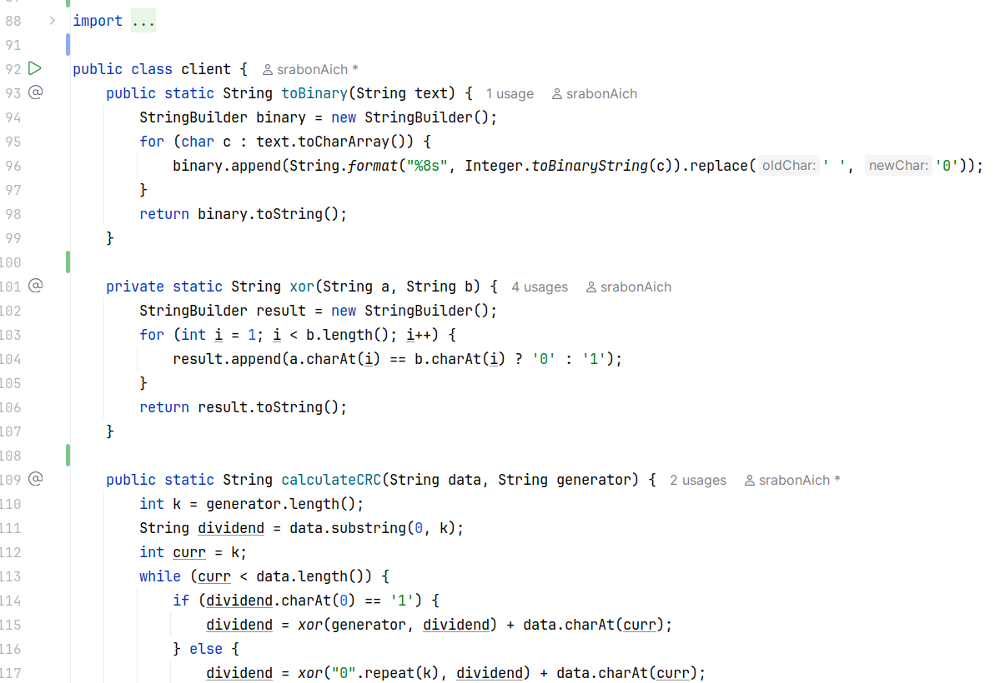 88 import ...
91
92 public class client { srabonAich *
93 @ public static String toBinary(String text) { 1 usage srabonAich
94 StringBuilder binary = new StringBuilder();
95 for (char c : text.toCharArray()) {
96 binary.append(String.format("%8s", Integer.toBinaryString(c)).replace( oldChar: ' ', newChar: '0'));
97 }
98 return binary.toString();
99 }
100
101 @ private static String xor(String a, String b) { 4 usages srabonAich
102 StringBuilder result = new StringBuilder();
103 for (int i = 1; i < b.length(); i++) {
104 result.append(a.charAt(i) == b.charAt(i) ? '0' : '1');
105 }
106 return result.toString();
107 }
108
109 @ public static String calculateCRC(String data, String generator) { 2 usages srabonAich *
110 int k = generator.length();
111 String dividend = data.substring(0, k);
112 int curr = k;
113 while (curr < data.length()) {
114 if (dividend.charAt(0) == '1') {
115 dividend = xor(generator, dividend) + data.charAt(curr);
116 } else {
117 dividend = xor("0".repeat(k), dividend) + data.charAt(curr);